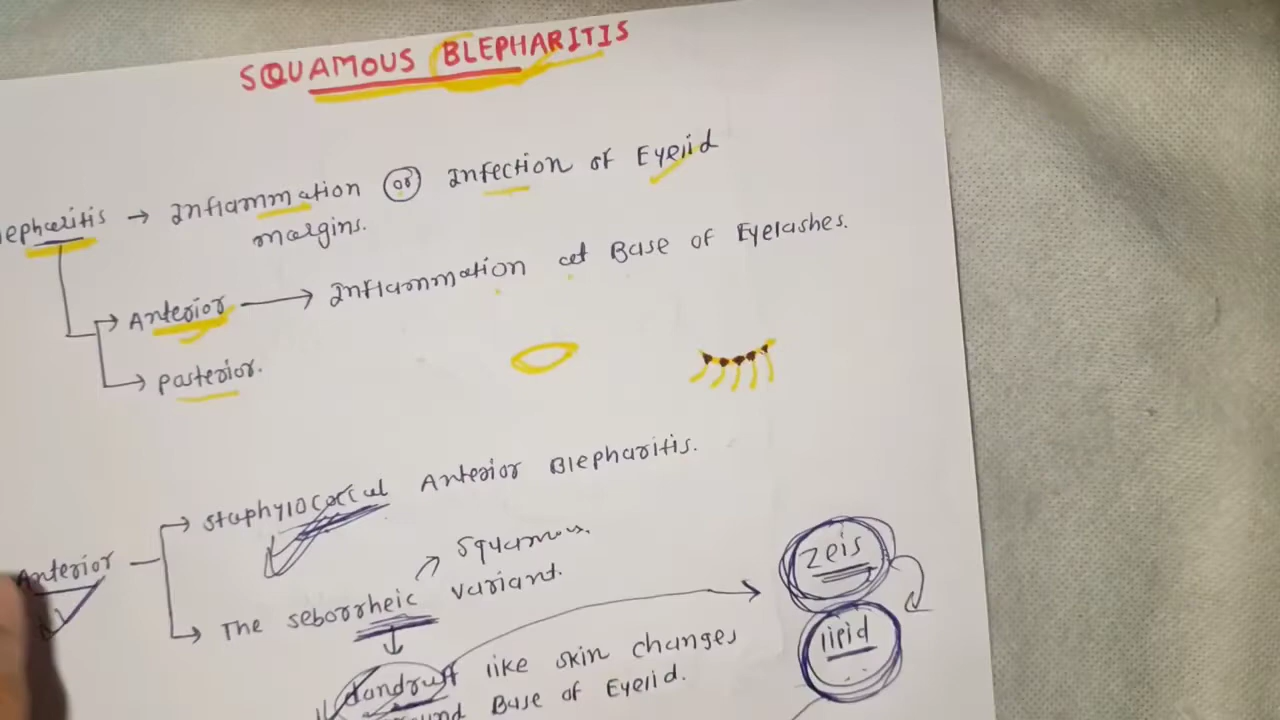 SQUAMOUS BLEPHARITIS
lepharitis → Inflammation or Infection of Eyelid
margins.
Anterior → Inflammation at Base of Eyelashes.
posterior.
Staphylococcal Anterior Blepharitis.
Anterior
Squamous
The seborrheic variant.
zeis
lipid
dandruff like skin changes
Base of Eyelid.